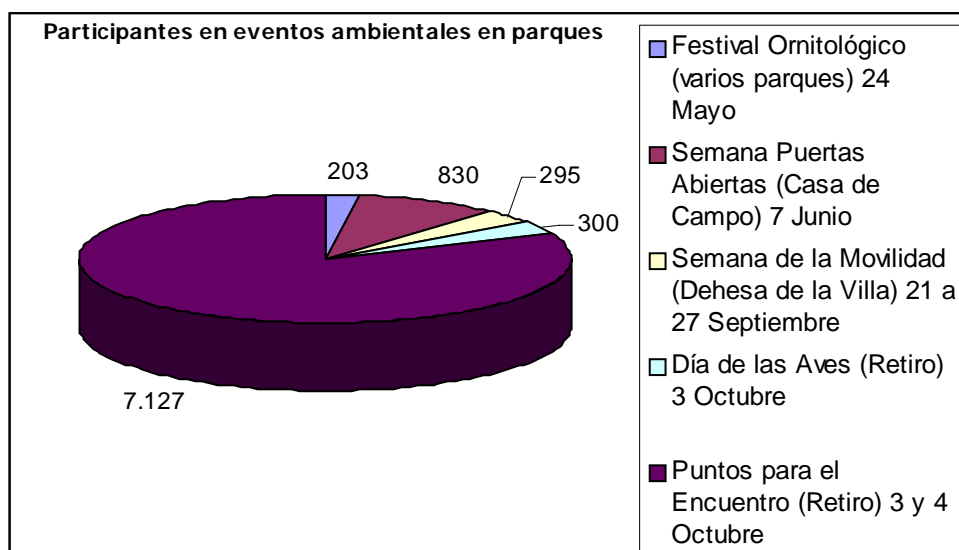 Participantes en eventos ambientales en parques
203
830
295
300
7.127
Festival Ornitológico
(varios parques) 24
Mayo
Semana Puertas
Abiertas (Casa de
Campo) 7 Junio
Semana de la Movilidad
(Dehesa de la Villa) 21 a
27 Septiembre
Día de las Aves (Retiro)
3 Octubre
Puntos para el
Encuentro (Retiro) 3 y 4
Octubre